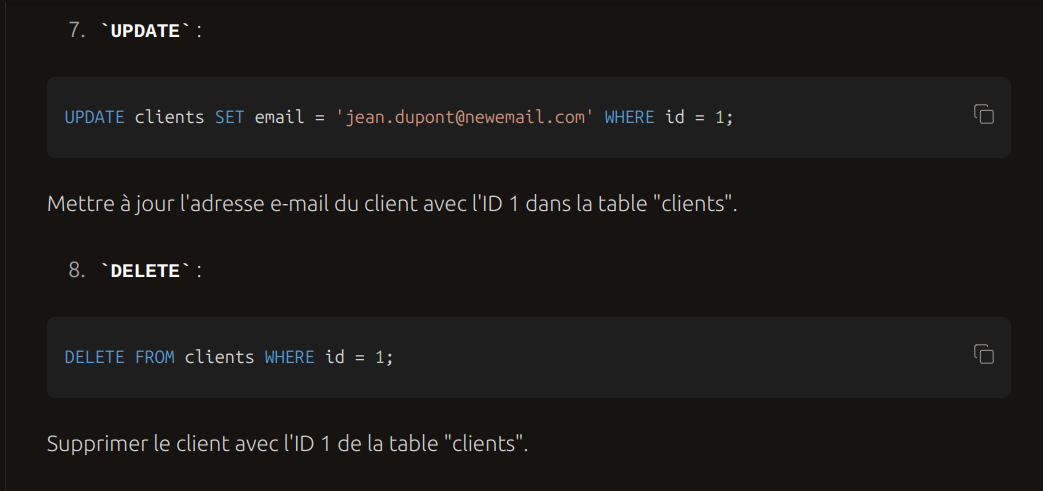 7. `UPDATE` :
UPDATE clients SET email = 'jean.dupont@newemail.com' WHERE id = 1;
Mettre à jour l'adresse e-mail du client avec l'ID 1 dans la table "clients".
8. `DELETE` :
DELETE FROM clients WHERE id = 1;
Supprimer le client avec l'ID 1 de la table "clients".